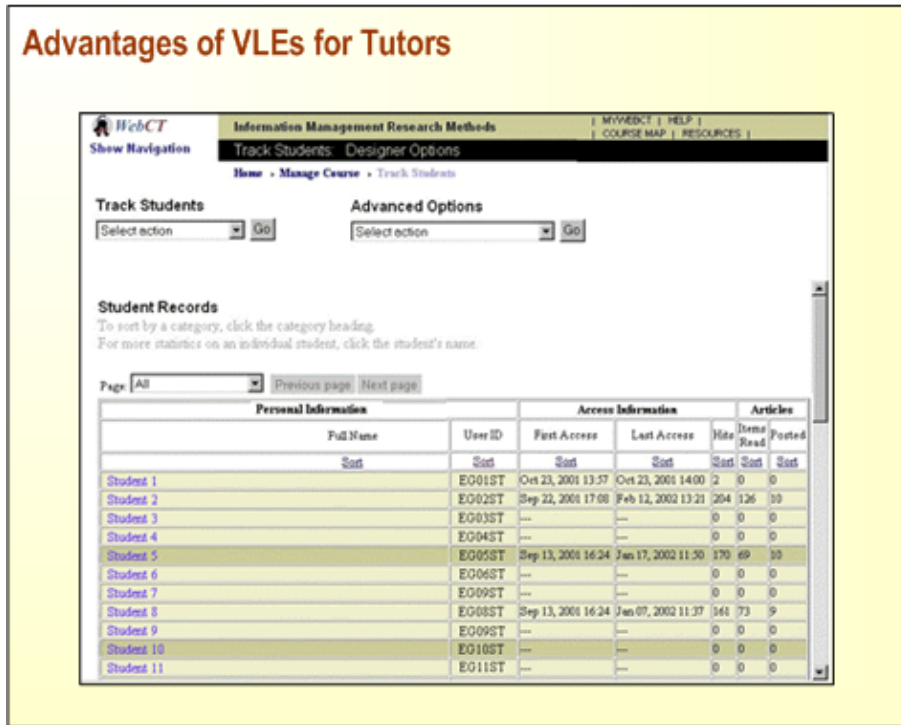 Advantages of VLEs for Tutors
WebCT
Information Management Research Methods
| MYWEBCT | HELP |
| COURSE MAP | RESOURCES |
Show Navigation
Track Students: Designer Options
Home › Manage Course › Track Students
Track Students Advanced Options
Select action Go Select action Go
Student Records
To sort by a category, click the category heading.
For more statistics on an individual student, click the student's name.
Page: All Previous page Next page
Personal Information Access Information Articles
Full Name User ID First Access Last Access Hits Items Read Posted
Sort Sort Sort Sort Sort Sort Sort
Student 1 EG01ST Oct 23, 2001 13:57 Oct 23, 2001 14:00 2 0 0
Student 2 EG02ST Sep 22, 2001 17:08 Feb 12, 2002 13:21 204 126 10
Student 3 EG03ST --- --- 0 0 0
Student 4 EG04ST --- --- 0 0 0
Student 5 EG05ST Sep 13, 2001 16:24 Jan 17, 2002 11:50 170 69 10
Student 6 EG06ST --- --- 0 0 0
Student 7 EG09ST --- --- 0 0 0
Student 8 EG08ST Sep 13, 2001 16:24 Jan 07, 2002 11:37 161 73 9
Student 9 EG09ST --- --- 0 0 0
Student 10 EG10ST --- --- 0 0 0
Student 11 EG11ST --- --- 0 0 0